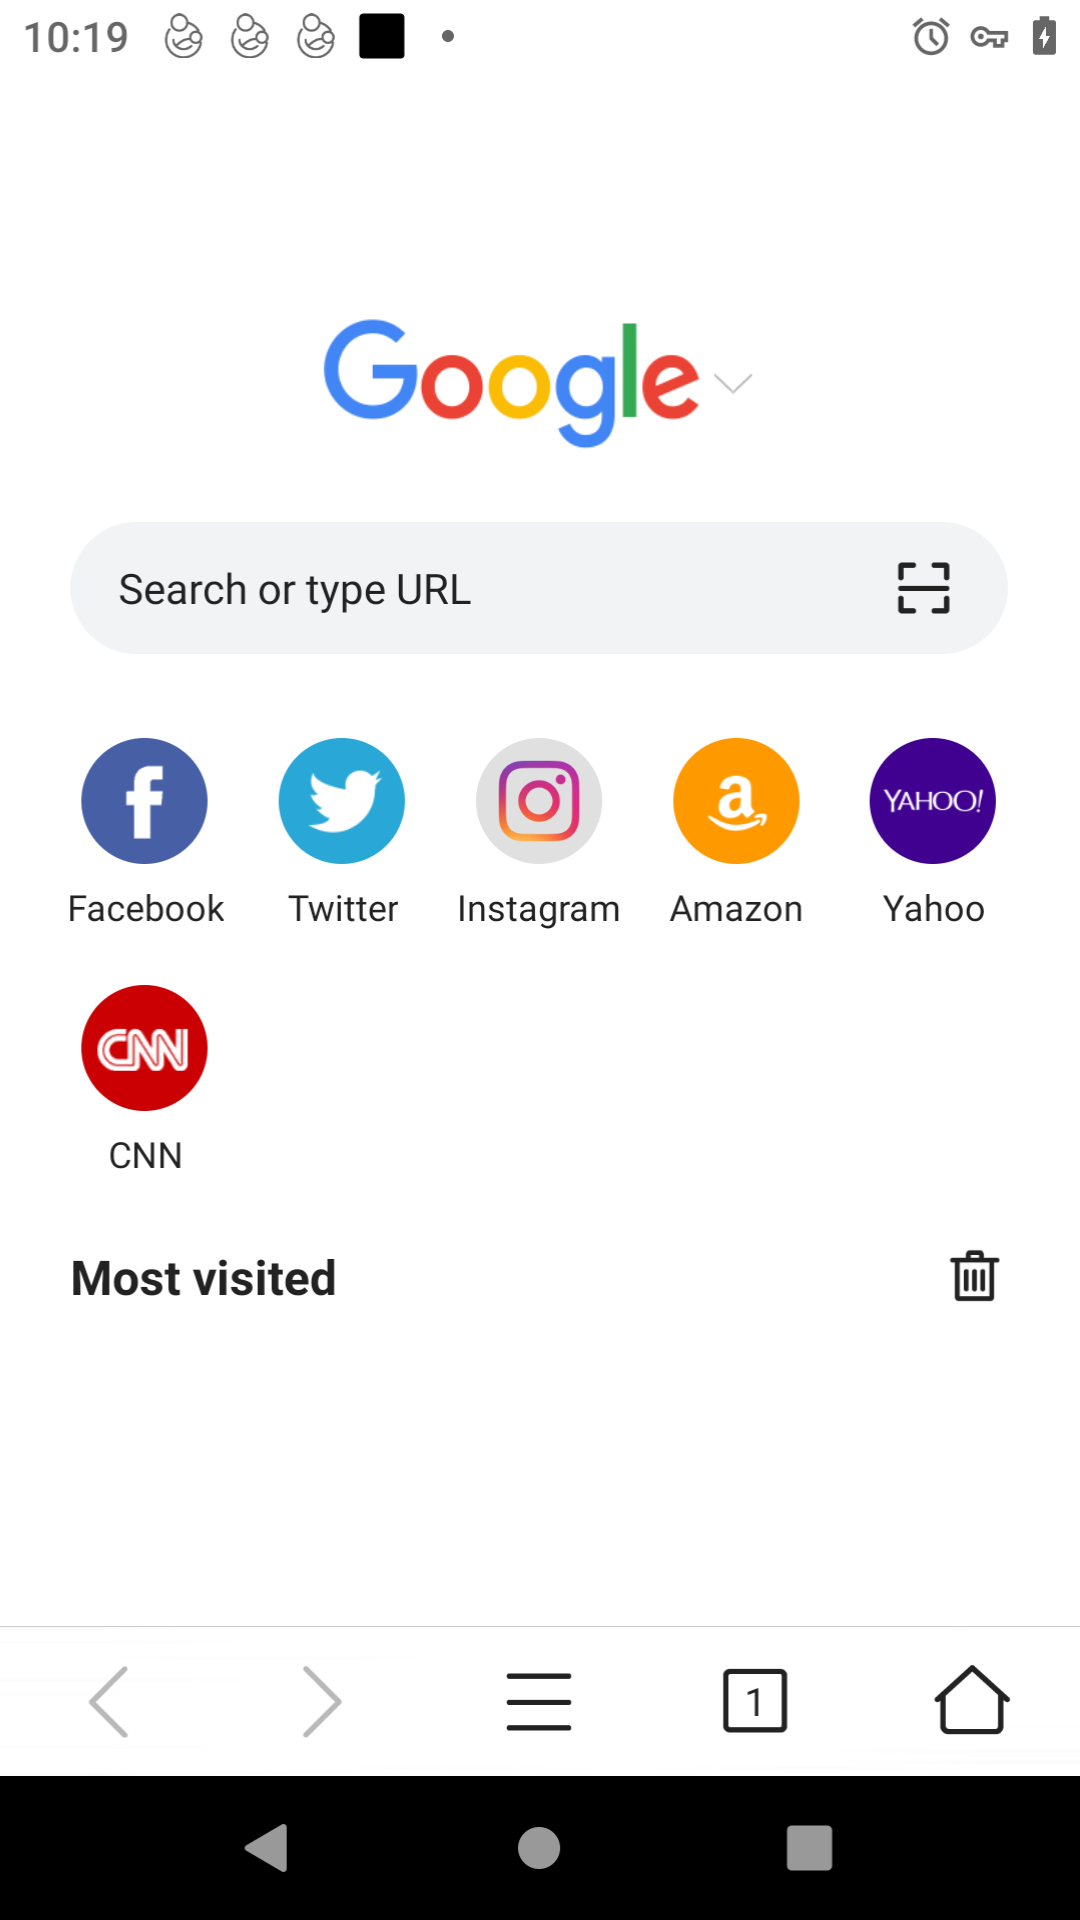 10:19
Google
Search or type URL
Facebook Twitter Instagram Amazon Yahoo
YAHOO!
CNN
CNN
Most visited
1